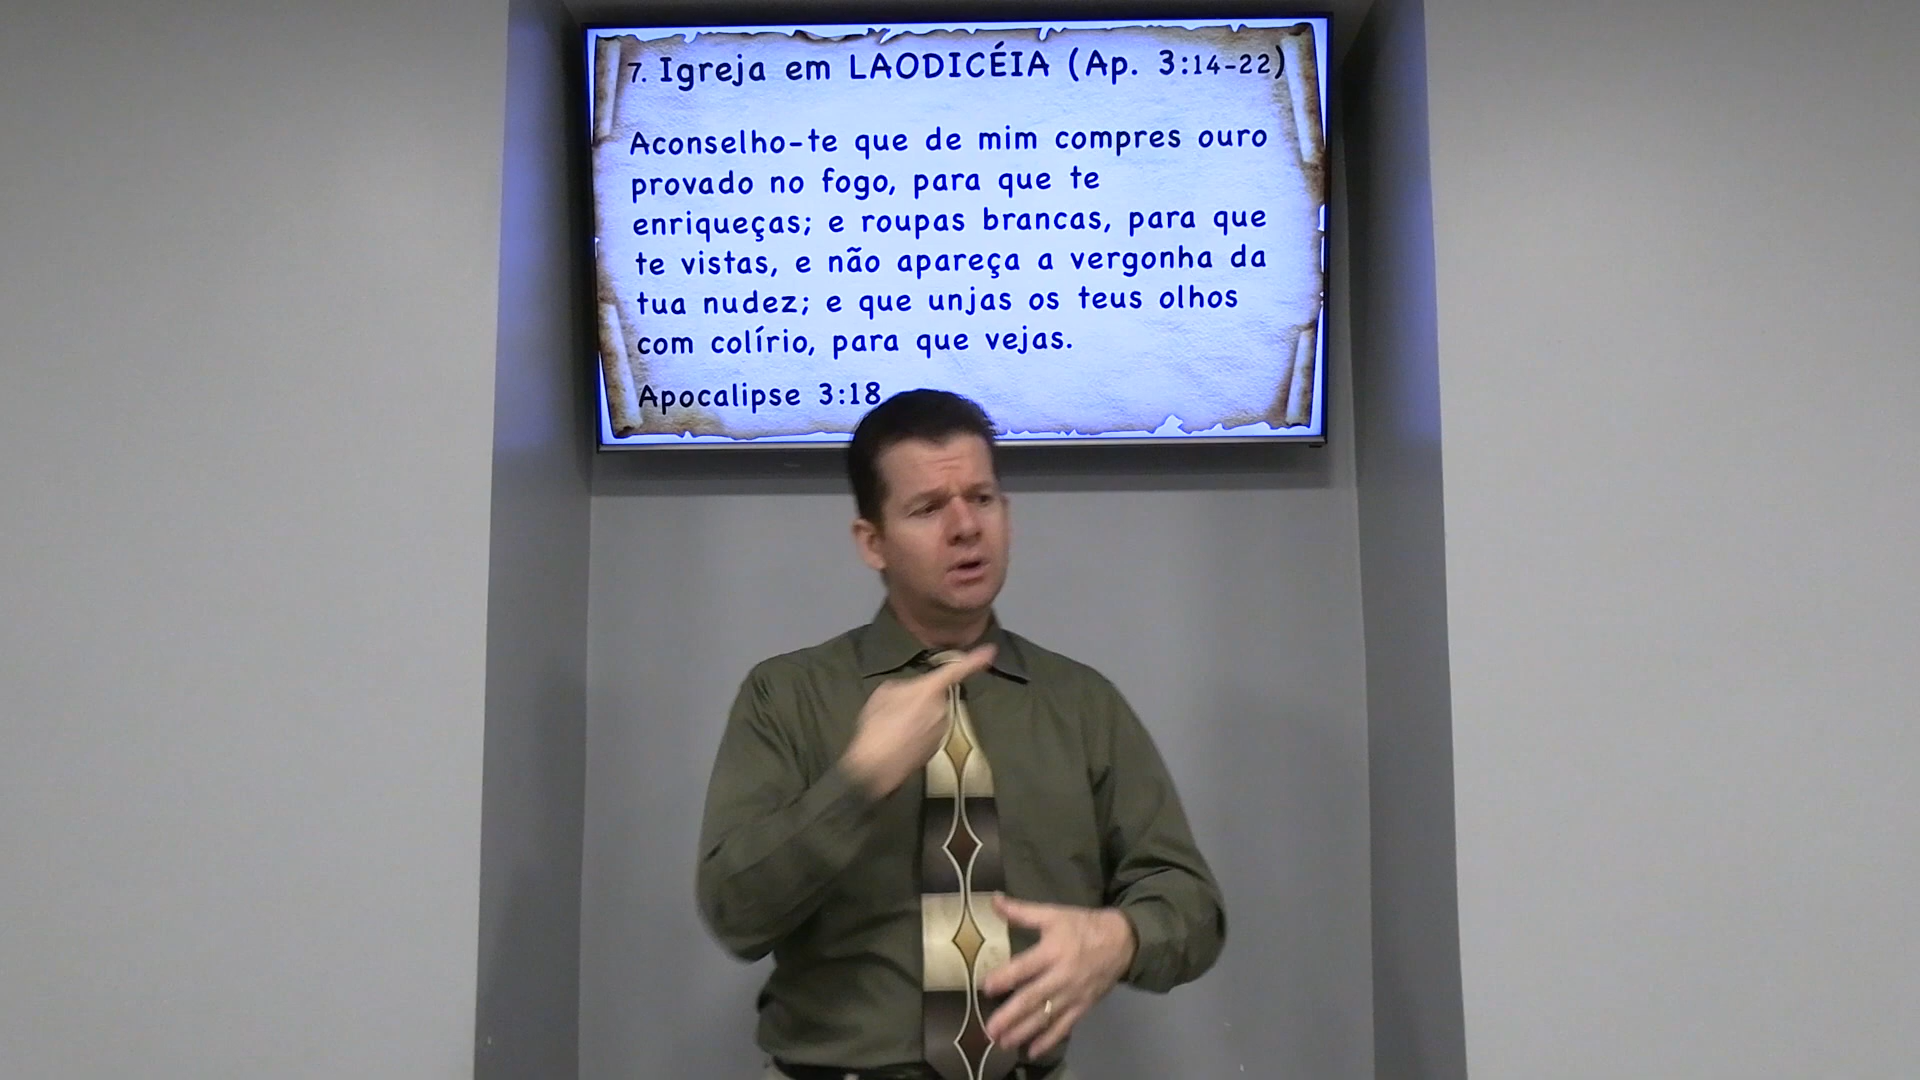 7. Igreja em LAODICÉIA (Ap. 3:14-22)
Aconselho-te que de mim compres ouro
provado no fogo, para que te
enriqueças; e roupas brancas, para que
te vistas, e não apareça a vergonha da
tua nudez; e que unjas os teus olhos
com colírio, para que vejas.
Apocalipse 3:18